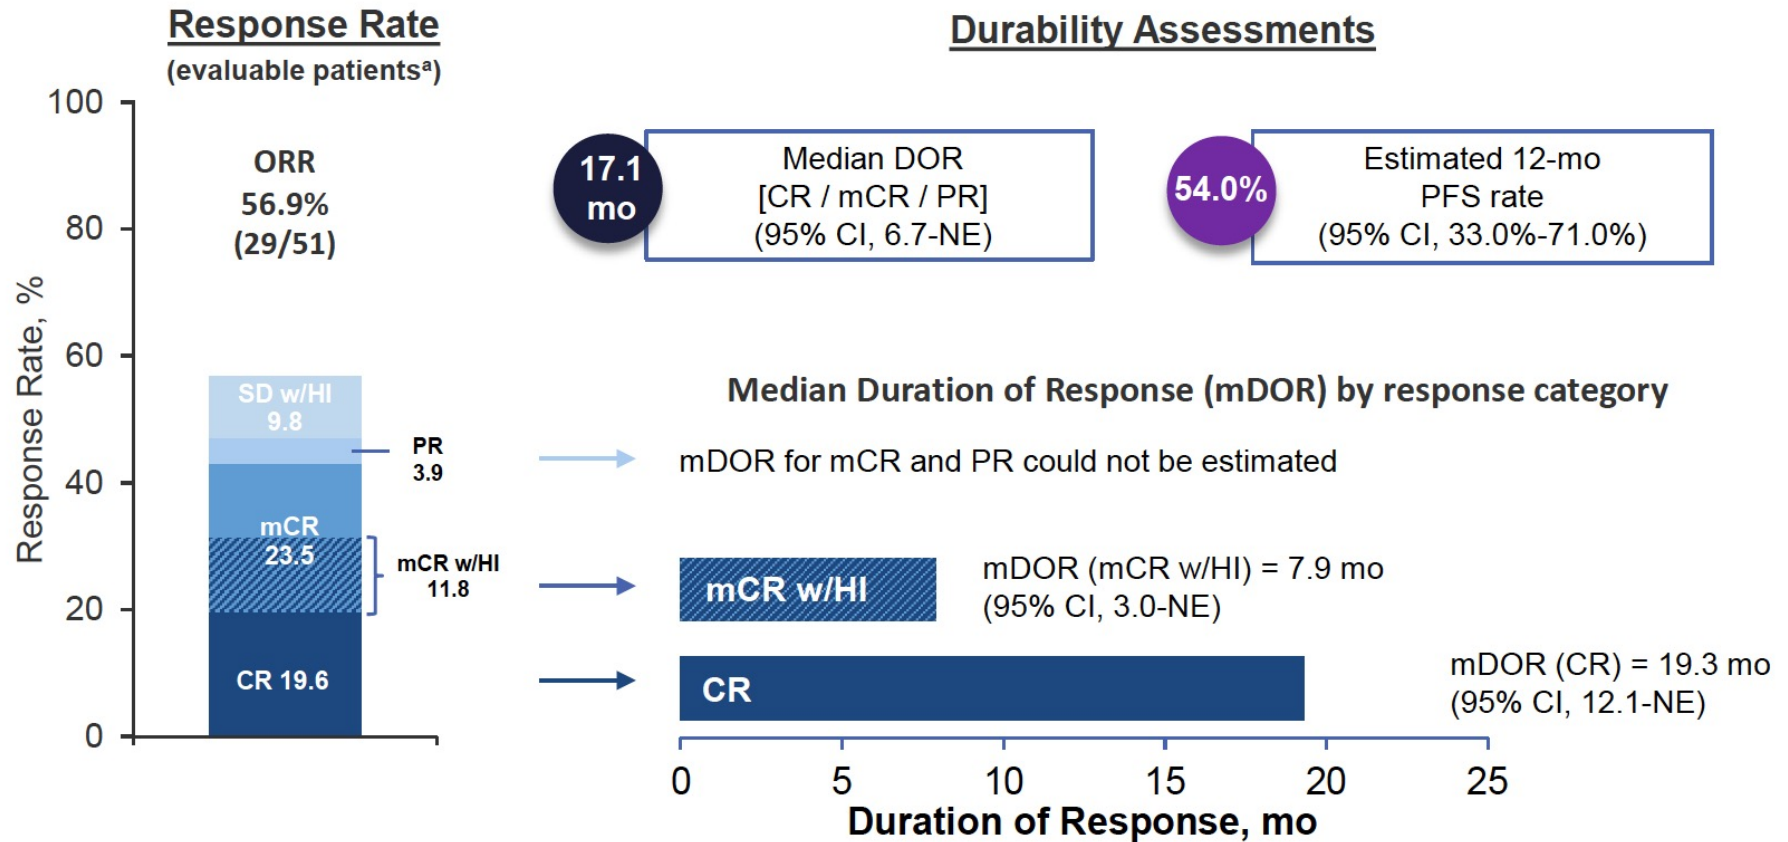 Response Rate
(evaluable patientsᵃ)
Durability Assessments
100
80
60
40
20
0
Response Rate, %
ORR
56.9%
(29/51)
SD w/HI
9.8
PR
3.9
mCR
23.5
mCR w/HI
11.8
CR 19.6
17.1
mo
Median DOR
[CR / mCR / PR]
(95% CI, 6.7-NE)
54.0%
Estimated 12-mo
PFS rate
(95% CI, 33.0%-71.0%)
Median Duration of Response (mDOR) by response category
mDOR for mCR and PR could not be estimated
mCR w/HI
mDOR (mCR w/HI) = 7.9 mo
(95% CI, 3.0-NE)
CR
mDOR (CR) = 19.3 mo
(95% CI, 12.1-NE)
0 5 10 15 20 25
Duration of Response, mo